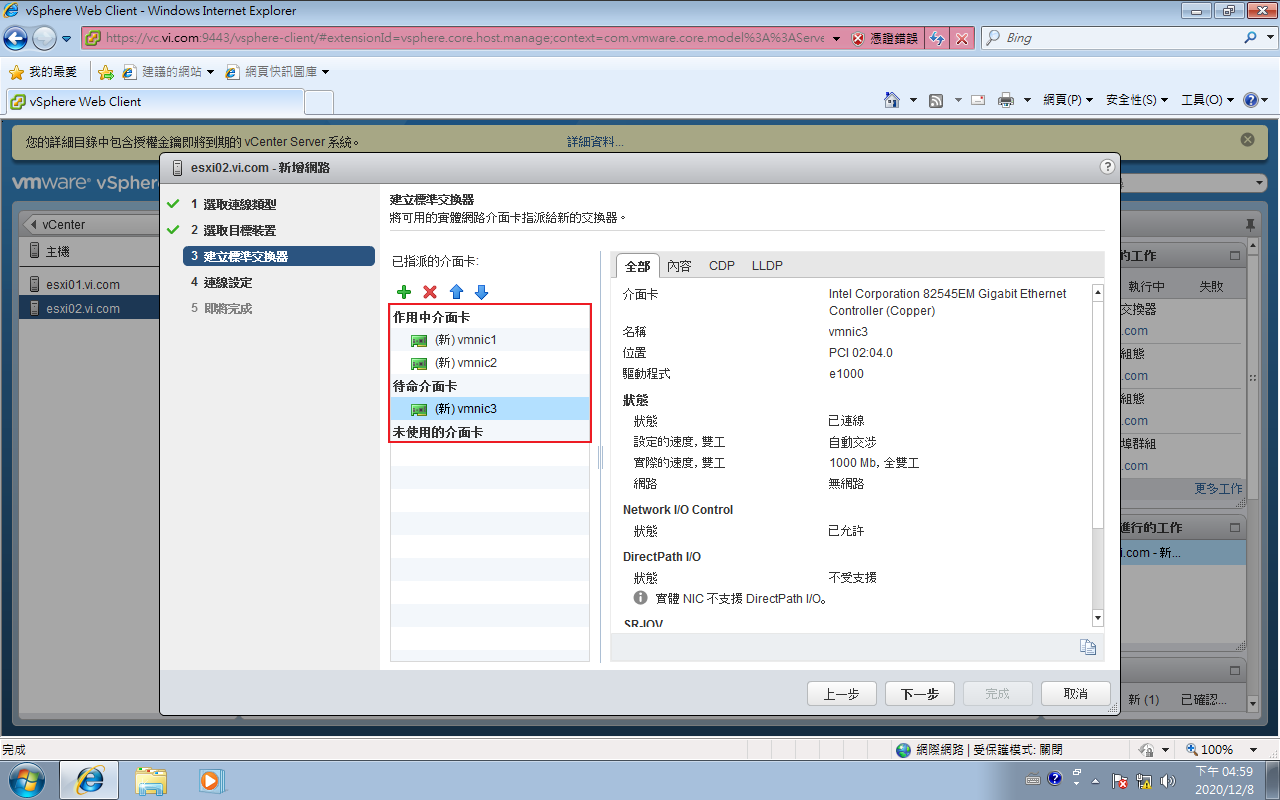 vSphere Web Client - Windows Internet Explorer
https://vc.vi.com:9443/vsphere-client/#extensionId=vsphere.core.host.manage;context=com.vmware.core.model%3A%3AServe
憑證錯誤
Bing
我的最愛
建議的網站
網頁快訊圖庫
vSphere Web Client
網頁(P)
安全性(S)
工具(O)
您的詳細目錄中包含授權金鑰即將到期的 vCenter Server 系統。
詳細資料...
vmware® vSpher
esxi02.vi.com - 新增網路
vCenter
主機
esxi01.vi.com
esxi02.vi.com
1 選取連線類型
2 選取目標裝置
3 建立標準交換器
4 連線設定
5 即將完成
建立標準交換器
將可用的實體網路介面卡指派給新的交換器。
已指派的介面卡:
作用中介面卡
(新) vmnic1
(新) vmnic2
待命介面卡
(新) vmnic3
未使用的介面卡
全部 內容 CDP LLDP
介面卡 Intel Corporation 82545EM Gigabit Ethernet
Controller (Copper)
名稱 vmnic3
位置 PCI 02:04.0
驅動程式 e1000
狀態
狀態 已連線
設定的速度, 雙工 自動交涉
實際的速度, 雙工 1000 Mb, 全雙工
網路 無網路
Network I/O Control
狀態 已允許
DirectPath I/O
狀態 不受支援
實體 NIC 不支援 DirectPath I/O。
SR-IOV
上一步 下一步 完成 取消
的工作
執行中 失敗
交換器
.com
組態
.com
組態
.com
埠群組
.com
更多工作
進行的工作
i.com - 新...
新 (1) 已確認...
完成
網際網路 | 受保護模式: 關閉
100%
下午 04:59
2020/12/8